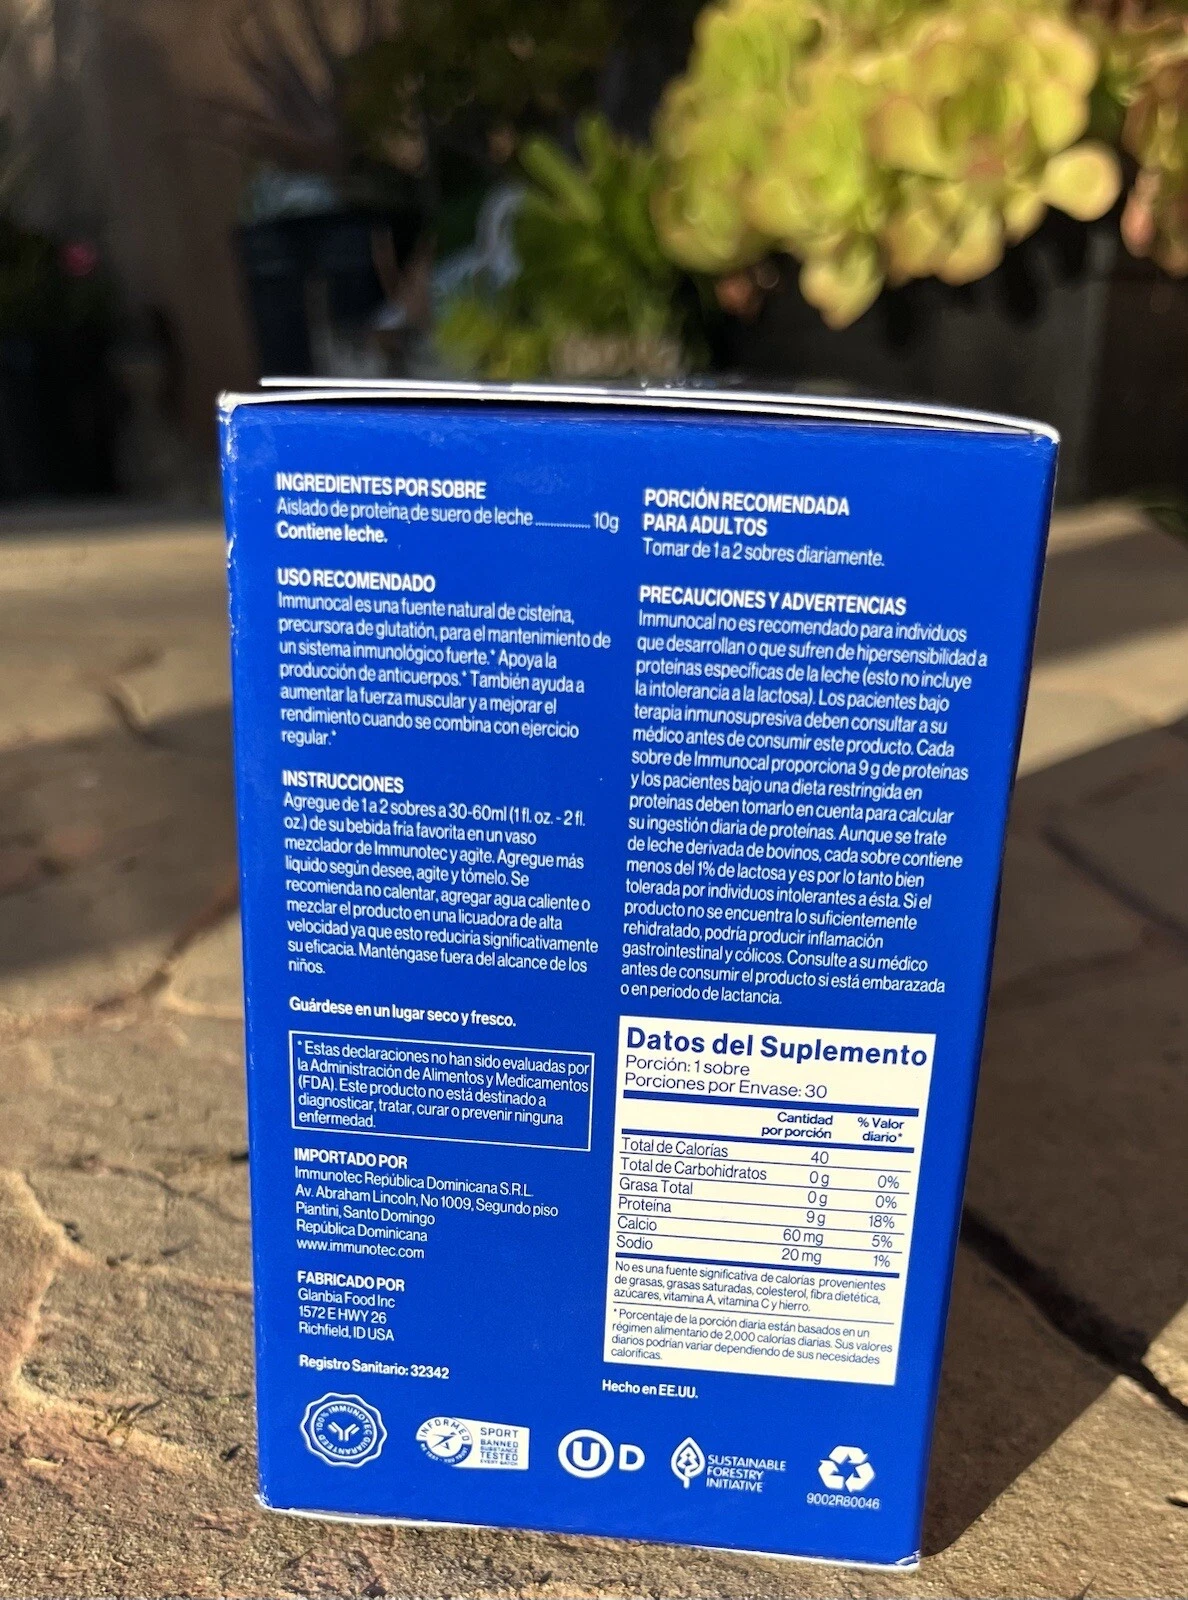 INGREDIENTES POR SOBRE
Aislado de proteína de suero de leche ................ 10g
Contiene leche.
USO RECOMENDADO
Immunocal es una fuente natural de cisteína,
precursora de glutatión, para el mantenimiento de
un sistema inmunológico fuerte.* Apoya la
producción de anticuerpos.* También ayuda a
aumentar la fuerza muscular y a mejorar el
rendimiento cuando se combina con ejercicio
regular.*
INSTRUCCIONES
Agregue de 1 a 2 sobres a 30-60ml (1 fl. oz. - 2 fl.
oz.) de su bebida fría favorita en un vaso
mezclador de Immunotec y agite. Agregue más
líquido según desee, agite y tómelo. Se
recomienda no calentar, agregar agua caliente o
mezclar el producto en una licuadora de alta
velocidad ya que esto reduciría significativamente
su eficacia. Manténgase fuera del alcance de los
niños.
Guárdese en un lugar seco y fresco.
* Estas declaraciones no han sido evaluadas por
la Administración de Alimentos y Medicamentos
(FDA). Este producto no está destinado a
diagnosticar, tratar, curar o prevenir ninguna
enfermedad.
IMPORTADO POR
Immunotec República Dominicana S.R.L.
Av. Abraham Lincoln, No 1009, Segundo piso
Piantini, Santo Domingo
República Dominicana
www.immunotec.com
FABRICADO POR
Glanbia Food Inc
1572 E HWY 26
Richfield, ID USA
Registro Sanitario: 32342
PORCIÓN RECOMENDADA
PARA ADULTOS
Tomar de 1 a 2 sobres diariamente.
PRECAUCIONES Y ADVERTENCIAS
Immunocal no es recomendado para individuos
que desarrollan o que sufren de hipersensibilidad a
proteínas específicas de la leche (esto no incluye
la intolerancia a la lactosa). Los pacientes bajo
terapia inmunosupresiva deben consultar a su
médico antes de consumir este producto. Cada
sobre de Immunocal proporciona 9 g de proteínas
y los pacientes bajo una dieta restringida en
proteínas deben tomarlo en cuenta para calcular
su ingestión diaria de proteínas. Aunque se trate
de leche derivada de bovinos, cada sobre contiene
menos del 1% de lactosa y es por lo tanto bien
tolerada por individuos intolerantes a ésta. Si el
producto no se encuentra lo suficientemente
rehidratado, podría producir inflamación
gastrointestinal y cólicos. Consulte a su médico
antes de consumir el producto si está embarazada
o en periodo de lactancia.
Datos del Suplemento
Porción: 1 sobre
Porciones por Envase: 30
Cantidad por porción % Valor diario*
Total de Calorías 40
Total de Carbohidratos 0 g 0%
Grasa Total 0 g 0%
Proteína 9 g 18%
Calcio 60 mg 5%
Sodio 20 mg 1%
No es una fuente significativa de calorías provenientes
de grasas, grasas saturadas, colesterol, fibra dietética,
azúcares, vitamina A, vitamina C y hierro.
* Porcentaje de la porción diaria están basados en un
régimen alimentario de 2,000 calorías diarias. Sus valores
diarios podrían variar dependiendo de sus necesidades
caloríficas.
Hecho en EE.UU.
100% IMMUNOTEC GUARANTEED
INFORMED
SPORT
BANNED
SUBSTANCE
TESTED
EVERY BATCH
U D
SUSTAINABLE
FORESTRY
INITIATIVE
9002R80046